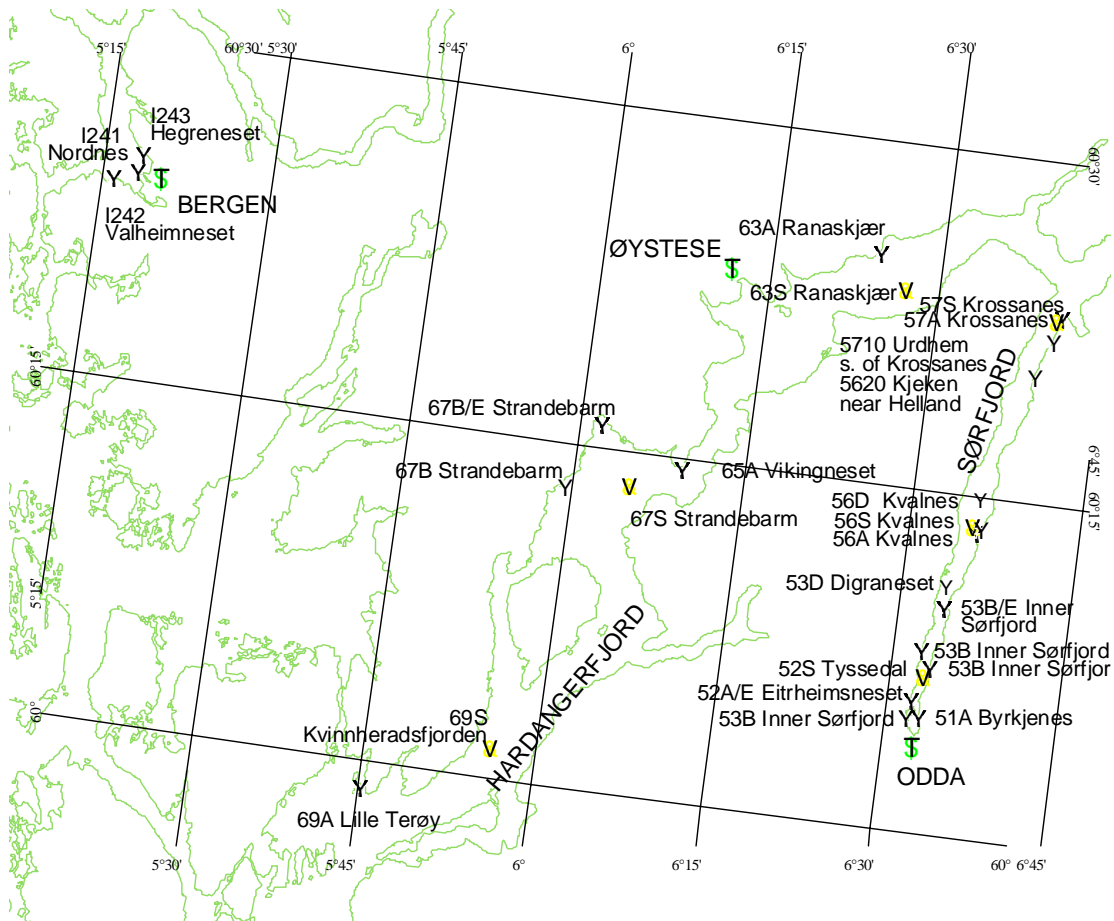 5°15'
60°30' 5°30'
5°45'
6°
6°15'
6°30'
60°30'
I243
Hegreneset
I241
Nordnes
Y
Y
Y
T
S
BERGEN
I242
Valheimneset
63A Ranaskjær
Y
ØYSTESE
T
S
63S Ranaskjær
V
57S Krossanes
57A Krossanes
V
Y
5710 Urdhem
s. of Krossanes
Y
5620 Kjeken
near Helland
Y
SØRFJORD
60°15'
67B/E Strandebarm
Y
67B Strandebarm
Y
Y
65A Vikingneset
V
67S Strandebarm
6°45'
60°15'
56D Kvalnes
Y
56S Kvalnes
V
Y
56A Kvalnes
Y
53D Digraneset
Y
Y
53B/E Inner
Sørfjord
5°15'
Y
53B Inner Sørfjord
52S Tyssedal
V
Y
53B Inner Sørfjor
52A/E Eitrheimsneset
Y
53B Inner Sørfjord
Y
Y
51A Byrkjenes
T
S
ODDA
60°
69S
Kvinnheradsfjorden
V
HARDANGERFJORD
Y
69A Lille Terøy
5°30'
5°45'
6°
6°15'
6°30'
60° 6°45'